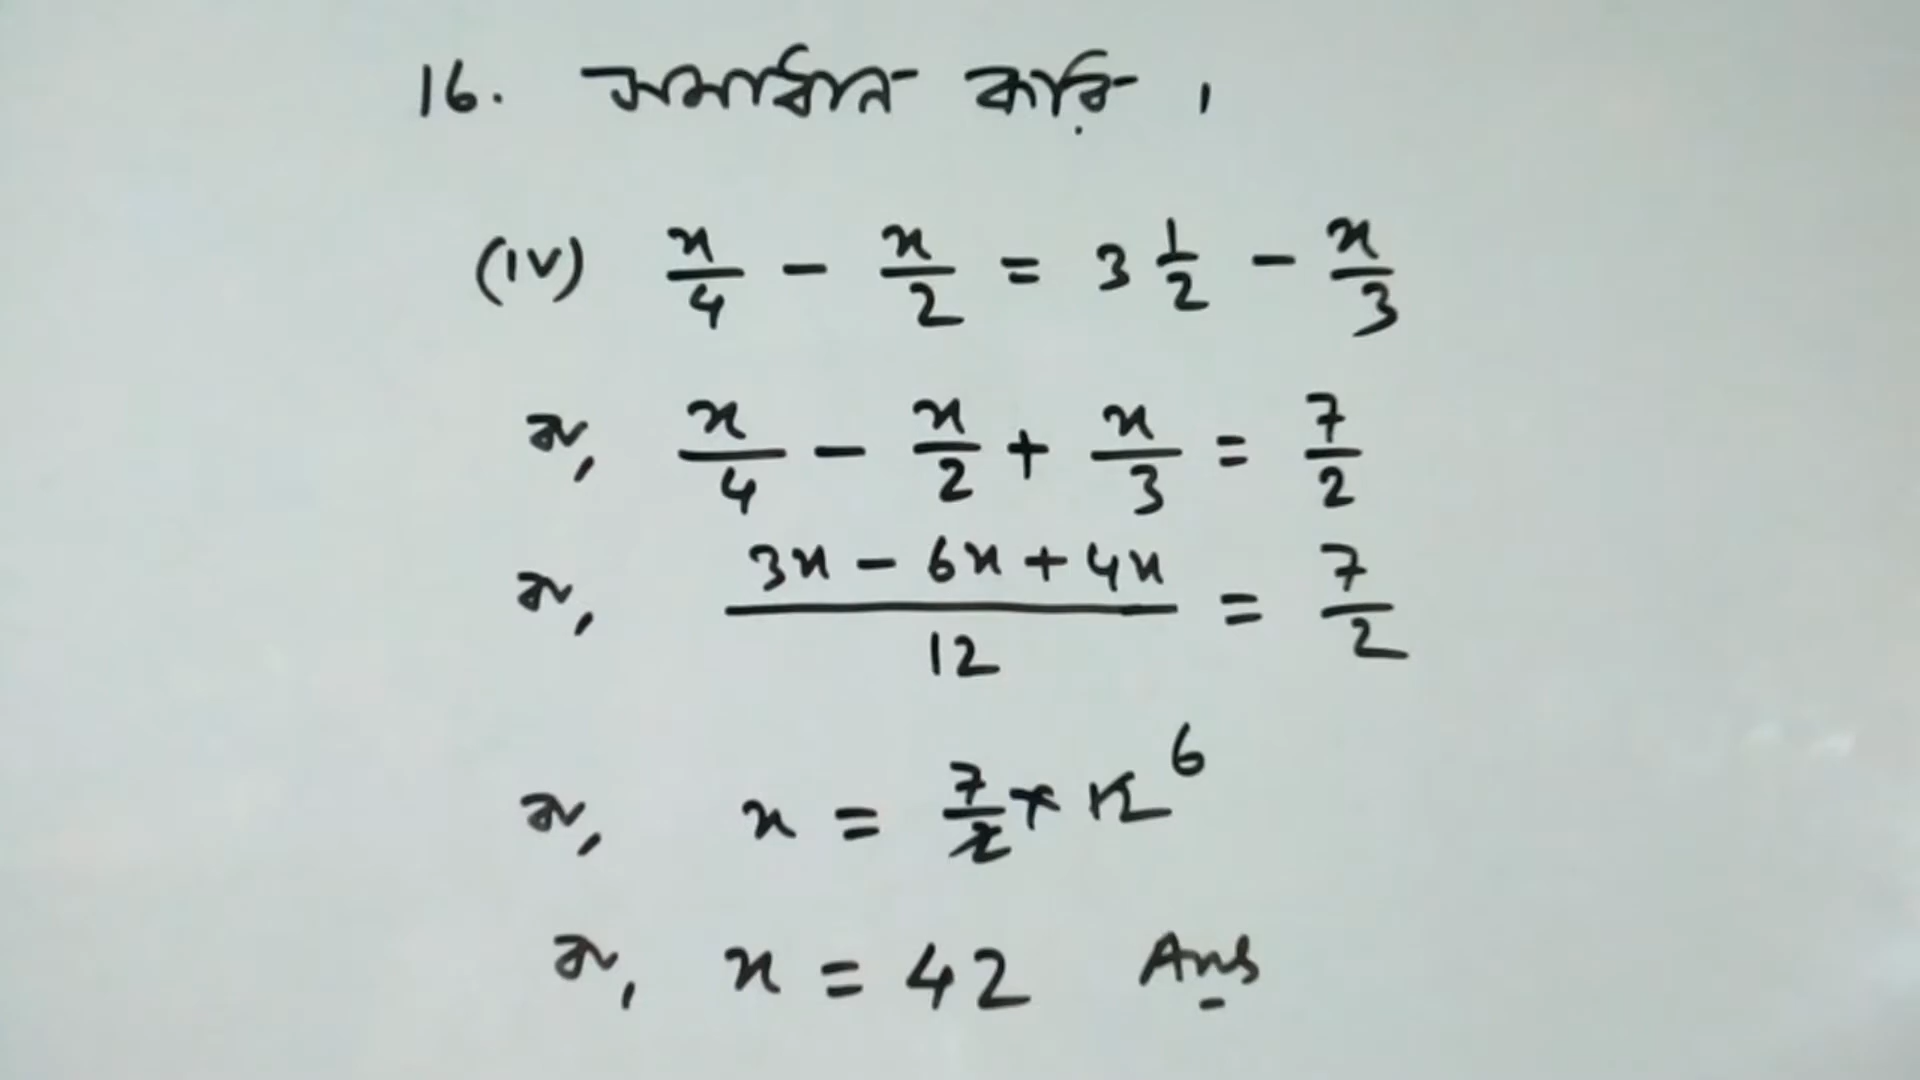 16. সমাধান করি ।
(iv) x/4 - x/2 = 3 1/2 - x/3
বা, x/4 - x/2 + x/3 = 7/2
বা, (3x - 6x + 4x)/12 = 7/2
বা, x = 7/2 × 12 6
বা, x = 42 Ans